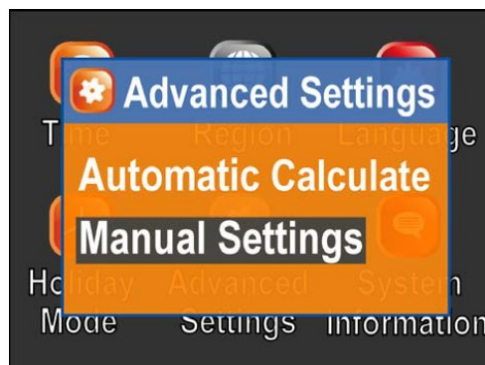 Advanced Settings
Time Region Language
Automatic Calculate
Manual Settings
Holiday Advanced System
Mode Settings Information